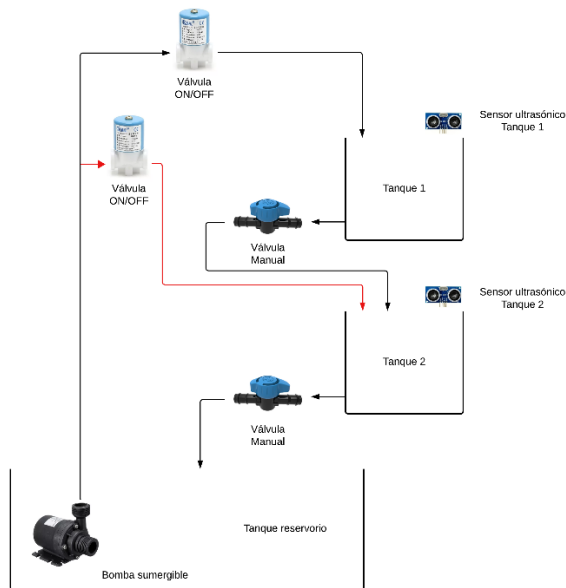 Válvula
ON/OFF
Sensor ultrasónico
Tanque 1
Válvula
ON/OFF
Tanque 1
Válvula
Manual
Sensor ultrasónico
Tanque 2
Tanque 2
Válvula
Manual
Tanque reservorio
Bomba sumergible